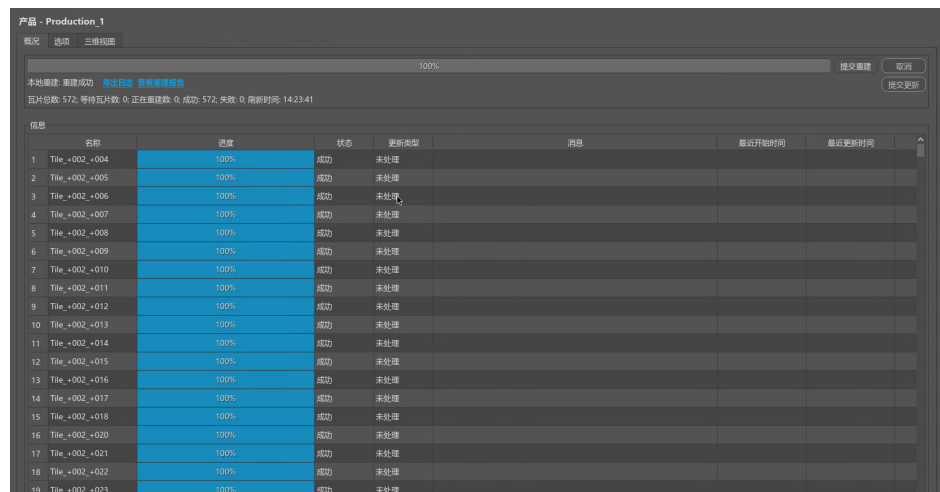 产品 - Production_1
概况 选项 三维视图
100% 提交重建 取消
本地重建: 重建成功 导出日志 查看重建报告
提交更新
瓦片总数: 572; 等待瓦片数: 0; 正在重建数: 0; 成功: 572; 失败: 0; 刷新时间: 14:23:41
信息
名称 进度 状态 更新类型 消息 最近开始时间 最近更新时间
1 Tile_+002_+004 100% 成功 未处理
2 Tile_+002_+005 100% 成功 未处理
3 Tile_+002_+006 100% 成功 未处理
4 Tile_+002_+007 100% 成功 未处理
5 Tile_+002_+008 100% 成功 未处理
6 Tile_+002_+009 100% 成功 未处理
7 Tile_+002_+010 100% 成功 未处理
8 Tile_+002_+011 100% 成功 未处理
9 Tile_+002_+012 100% 成功 未处理
10 Tile_+002_+013 100% 成功 未处理
11 Tile_+002_+014 100% 成功 未处理
12 Tile_+002_+015 100% 成功 未处理
13 Tile_+002_+016 100% 成功 未处理
14 Tile_+002_+017 100% 成功 未处理
15 Tile_+002_+018 100% 成功 未处理
16 Tile_+002_+020 100% 成功 未处理
17 Tile_+002_+021 100% 成功 未处理
18 Tile_+002_+022 100% 成功 未处理
19 Tile_+002_+023 100% 成功 未处理